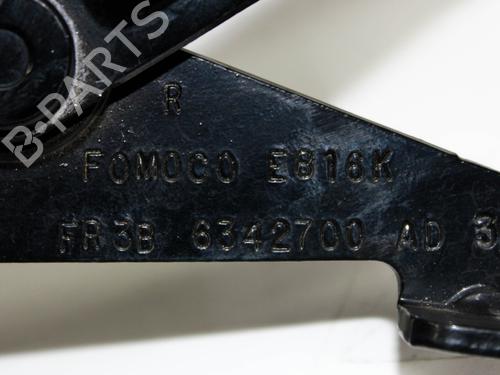 B-PARTS
R
FOMOCO E816K
FR3B 6342700 AD 3